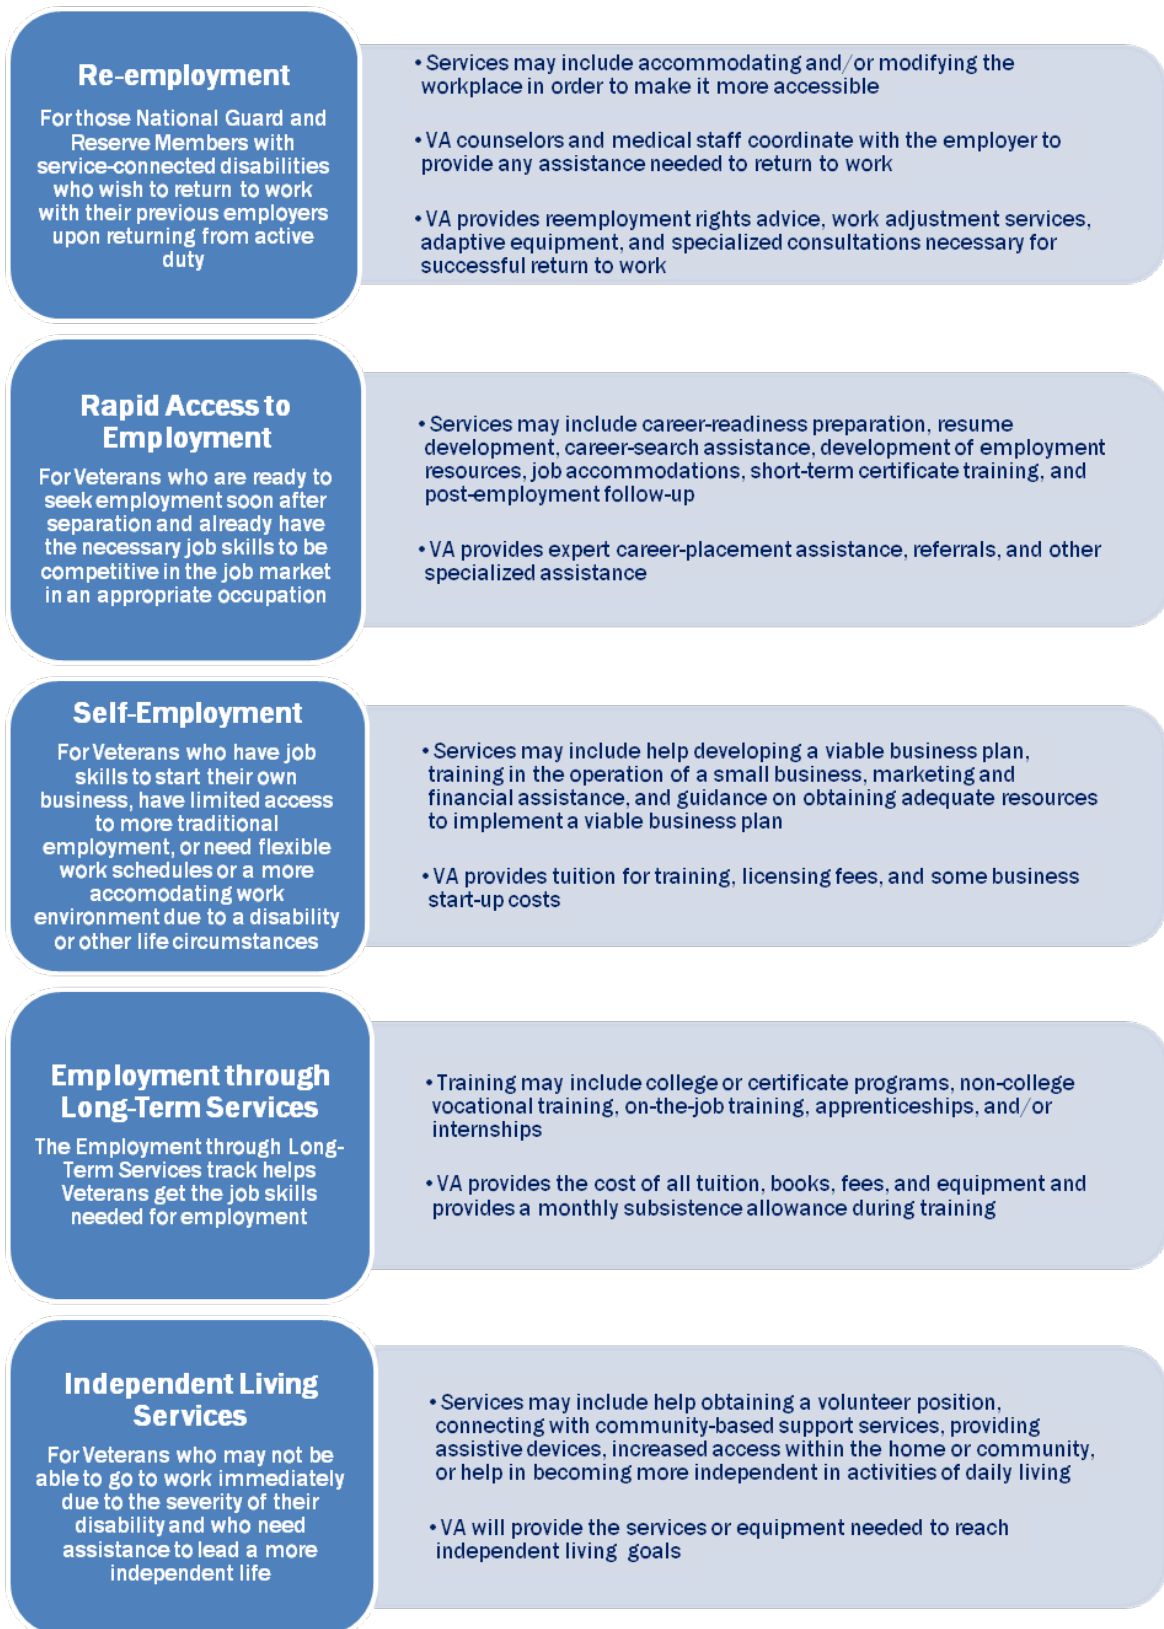 Re-employment
For those National Guard and
Reserve Members with
service-connected disabilities
who wish to return to work
with their previous employers
upon returning from active
duty
• Services may include accommodating and/or modifying the
workplace in order to make it more accessible
• VA counselors and medical staff coordinate with the employer to
provide any assistance needed to return to work
• VA provides reemployment rights advice, work adjustment services,
adaptive equipment, and specialized consultations necessary for
successful return to work
Rapid Access to
Employment
For Veterans who are ready to
seek employment soon after
separation and already have
the necessary job skills to be
competitive in the job market
in an appropriate occupation
• Services may include career-readiness preparation, resume
development, career-search assistance, development of employment
resources, job accommodations, short-term certificate training, and
post-employment follow-up
• VA provides expert career-placement assistance, referrals, and other
specialized assistance
Self-Employment
For Veterans who have job
skills to start their own
business, have limited access
to more traditional
employment, or need flexible
work schedules or a more
accomodating work
environment due to a disability
or other life circumstances
• Services may include help developing a viable business plan,
training in the operation of a small business, marketing and
financial assistance, and guidance on obtaining adequate resources
to implement a viable business plan
• VA provides tuition for training, licensing fees, and some business
start-up costs
Employment through
Long-Term Services
The Employment through Long-
Term Services track helps
Veterans get the job skills
needed for employment
• Training may include college or certificate programs, non-college
vocational training, on-the-job training, apprenticeships, and/or
internships
• VA provides the cost of all tuition, books, fees, and equipment and
provides a monthly subsistence allowance during training
Independent Living
Services
For Veterans who may not be
able to go to work immediately
due to the severity of their
disability and who need
assistance to lead a more
independent life
• Services may include help obtaining a volunteer position,
connecting with community-based support services, providing
assistive devices, increased access within the home or community,
or help in becoming more independent in activities of daily living
• VA will provide the services or equipment needed to reach
independent living goals